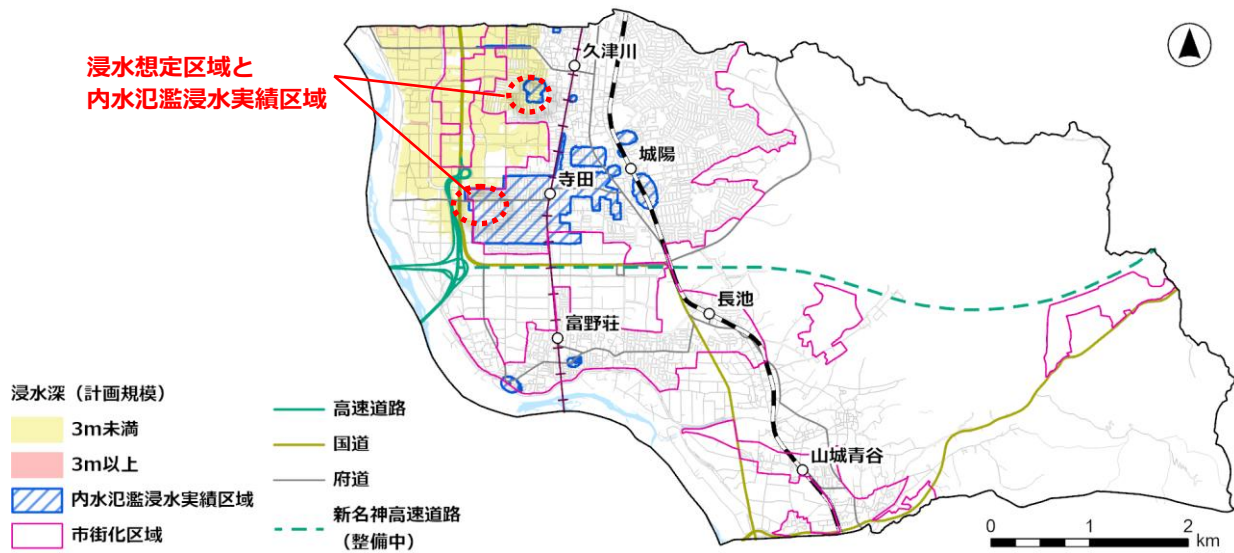 浸水想定区域と
内水氾濫浸水実績区域
久津川
城陽
寺田
長池
富野荘
山城青谷
浸水深（計画規模）
3m未満
3m以上
内水氾濫浸水実績区域
市街化区域
高速道路
国道
府道
新名神高速道路
（整備中）
0 1 2
km